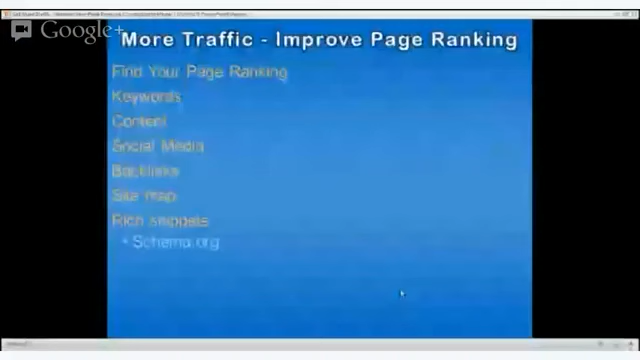 Google+
More Traffic - Improve Page Ranking
Find Your Page Ranking
Keywords
Content
Social Media
Backlinks
Site map
Rich snippets
• Schema.org